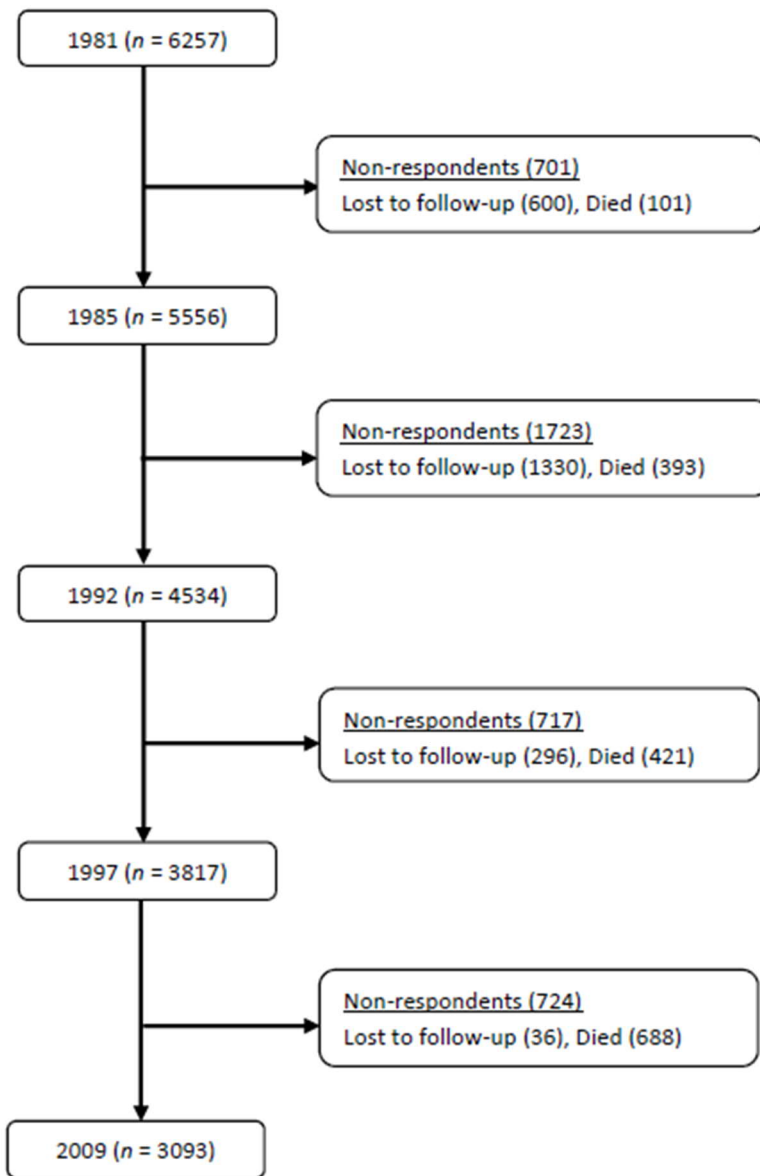 1981 (n = 6257)
Non-respondents (701)
Lost to follow-up (600), Died (101)
1985 (n = 5556)
Non-respondents (1723)
Lost to follow-up (1330), Died (393)
1992 (n = 4534)
Non-respondents (717)
Lost to follow-up (296), Died (421)
1997 (n = 3817)
Non-respondents (724)
Lost to follow-up (36), Died (688)
2009 (n = 3093)